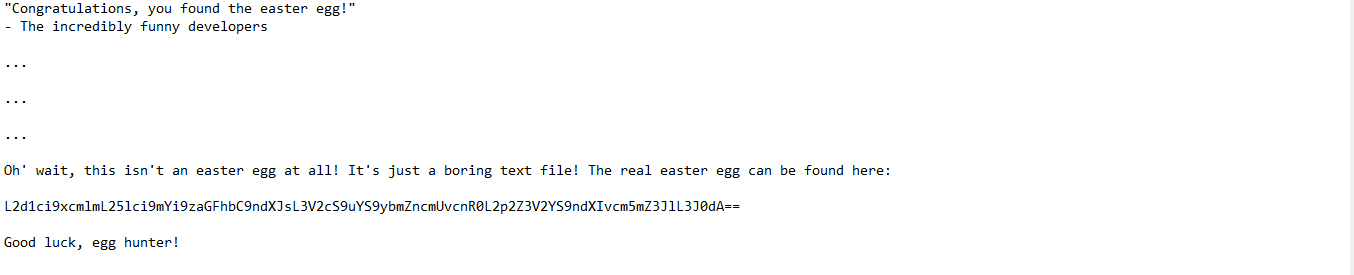 "Congratulations, you found the easter egg!"
- The incredibly funny developers
...
...
...
Oh' wait, this isn't an easter egg at all! It's just a boring text file! The real easter egg can be found here:
L2d1ci9xcmlmL25lci9mYi9zaGFhbC9ndXJsL3V2cS9uYS9ybmZncmUvcnR0L2p2Z3V2YS9ndXIvcm5mZ3JlL3J0dA==
Good luck, egg hunter!